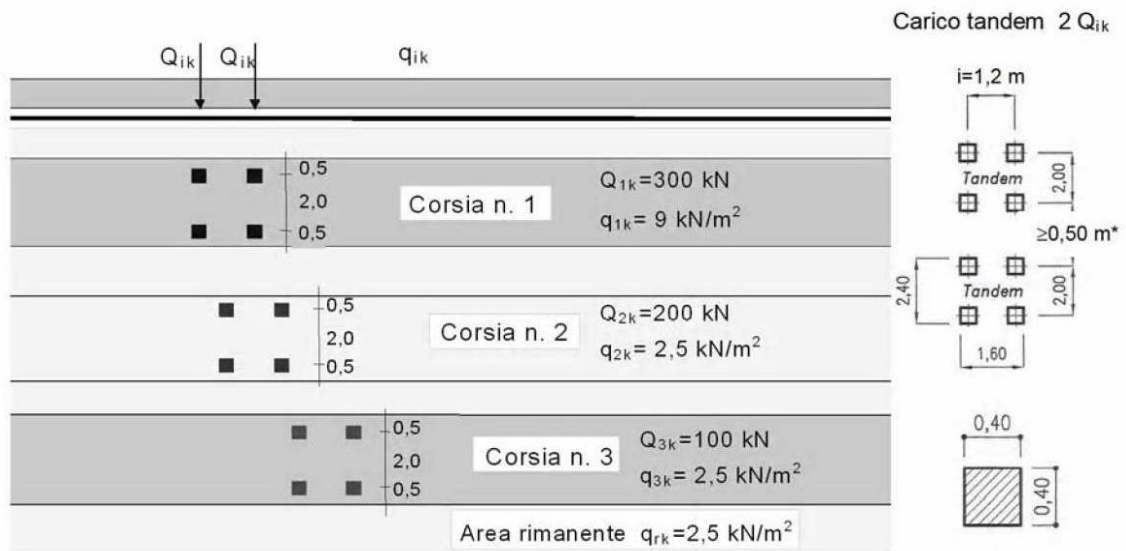 Carico tandem 2 Qik
Qik Qik qik
i=1,2 m
0,5
2,0
0,5
Corsia n. 1
Q1k=300 kN
q1k= 9 kN/m²
Tandem
2,00
≥0,50 m*
0,5
2,0
0,5
Corsia n. 2
Q2k=200 kN
q2k= 2,5 kN/m²
2,40
Tandem
2,00
1,60
0,5
2,0
0,5
Corsia n. 3
Q3k=100 kN
q3k= 2,5 kN/m²
0,40
0,40
Area rimanente qrk=2,5 kN/m²